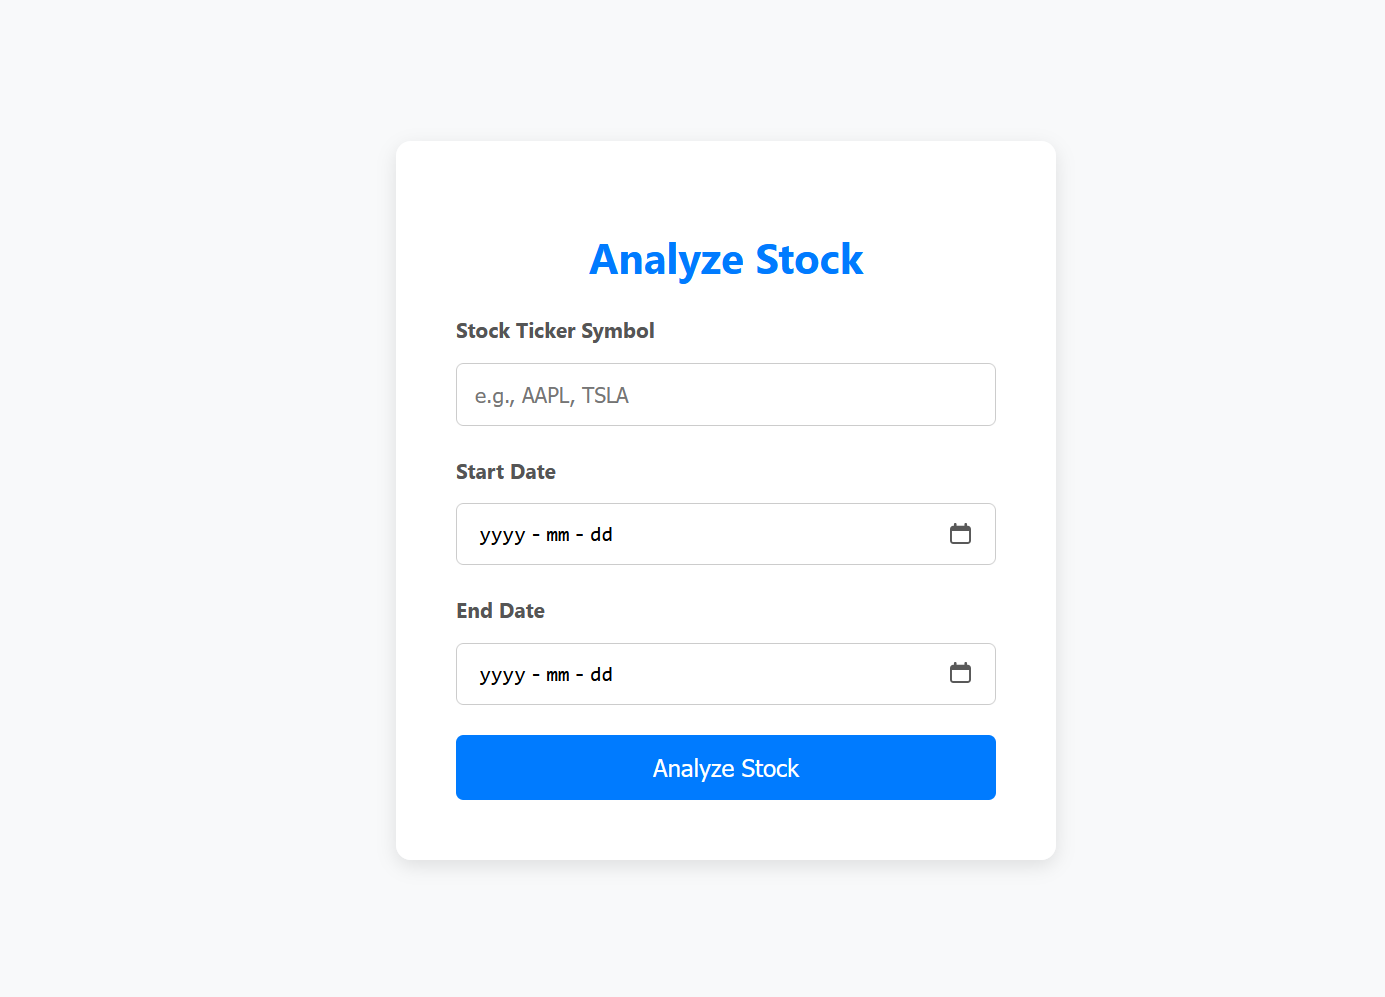 Analyze Stock
Stock Ticker Symbol
e.g., AAPL, TSLA
Start Date
yyyy - mm - dd
End Date
yyyy - mm - dd
Analyze Stock